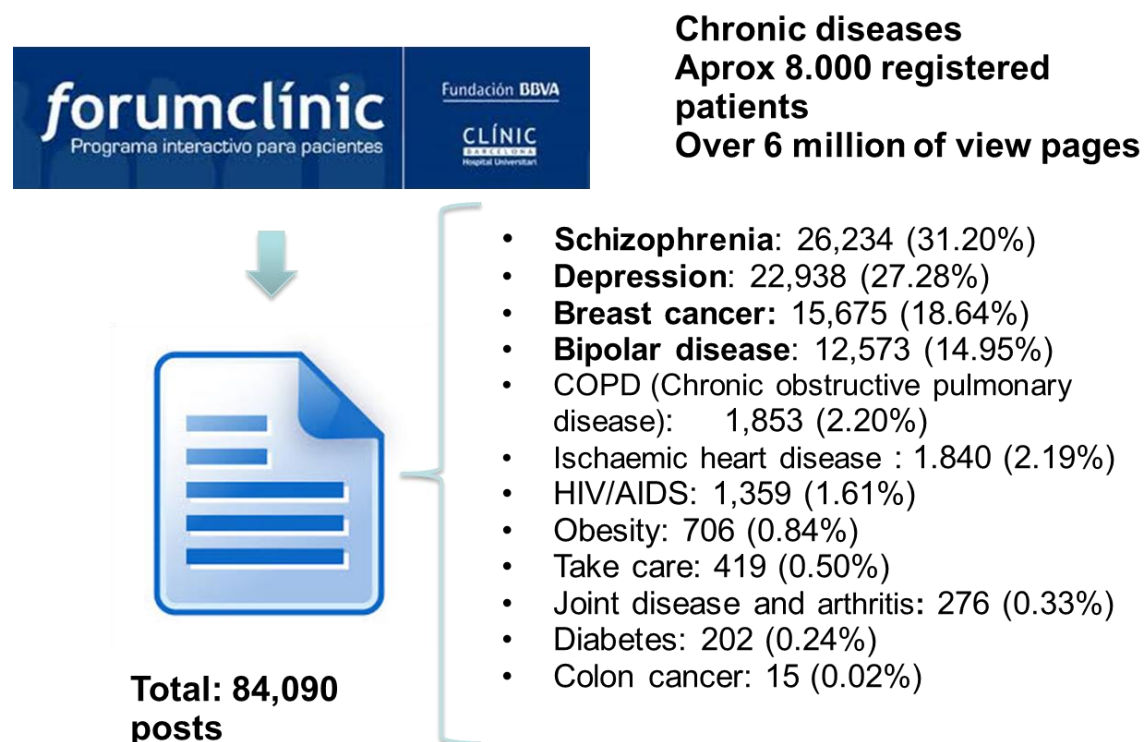 forumclínic
Programa interactivo para pacientes
Fundación BBVA
CLÍNIC
BARCELONA
Hospital Universitari
Chronic diseases
Aprox 8.000 registered
patients
Over 6 million of view pages
• Schizophrenia: 26,234 (31.20%)
• Depression: 22,938 (27.28%)
• Breast cancer: 15,675 (18.64%)
• Bipolar disease: 12,573 (14.95%)
• COPD (Chronic obstructive pulmonary
disease): 1,853 (2.20%)
• Ischaemic heart disease : 1.840 (2.19%)
• HIV/AIDS: 1,359 (1.61%)
• Obesity: 706 (0.84%)
• Take care: 419 (0.50%)
• Joint disease and arthritis: 276 (0.33%)
• Diabetes: 202 (0.24%)
• Colon cancer: 15 (0.02%)
Total: 84,090
posts